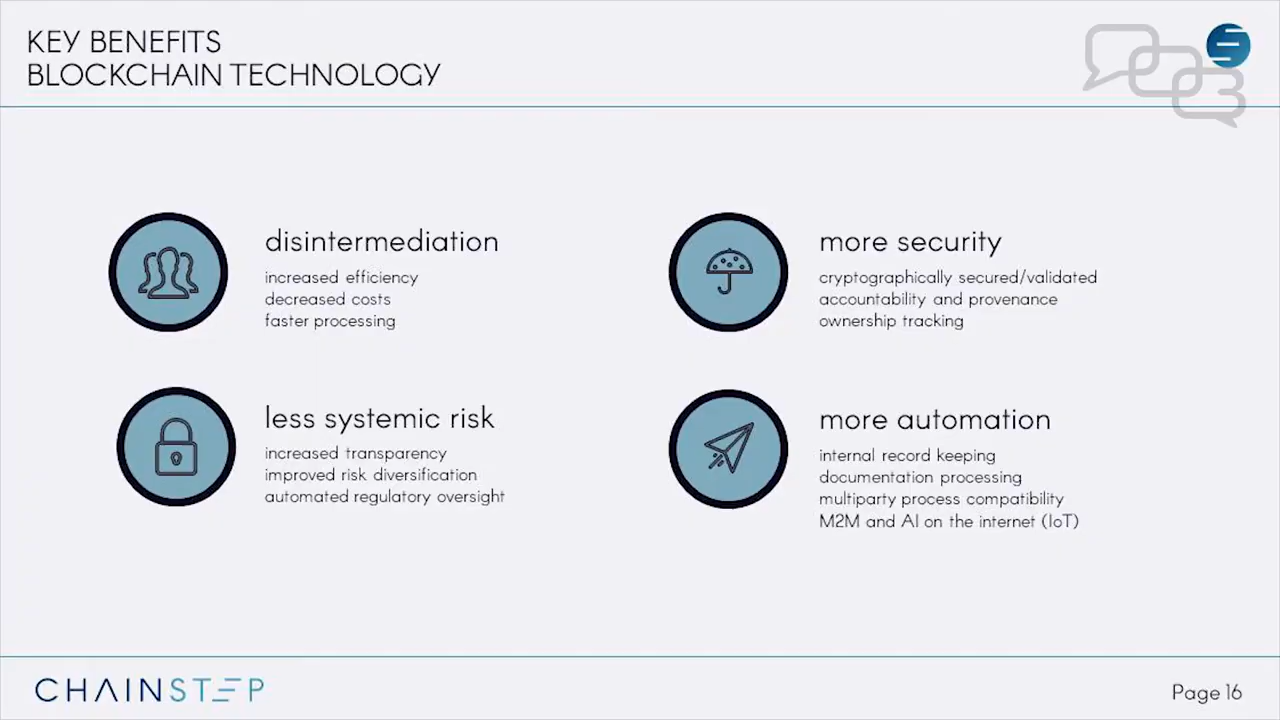 KEY BENEFITS
BLOCKCHAIN TECHNOLOGY
disintermediation
increased efficiency
decreased costs
faster processing
more security
cryptographically secured/validated
accountability and provenance
ownership tracking
less systemic risk
increased transparency
improved risk diversification
automated regulatory oversight
more automation
internal record keeping
documentation processing
multiparty process compatibility
M2M and AI on the internet (IoT)
CHAINSTEP
Page 16